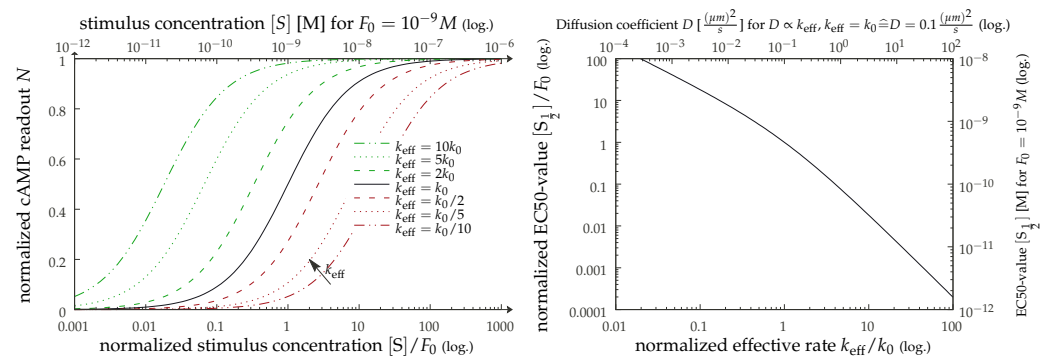 stimulus concentration [S] [M] for F₀ = 10⁻⁹M (log.)
10⁻¹² 10⁻¹¹ 10⁻¹⁰ 10⁻⁹ 10⁻⁸ 10⁻⁷ 10⁻⁶
normalized cAMP readout N
1
0.8
0.6
0.4
0.2
0
k_eff = 10k₀
k_eff = 5k₀
k_eff = 2k₀
k_eff = k₀
k_eff = k₀/2
k_eff = k₀/5
k_eff = k₀/10
k_eff
0.001 0.01 0.1 1 10 100 1000
normalized stimulus concentration [S]/F₀ (log.)
Diffusion coefficient D [(μm)²/s] for D ∝ k_eff, k_eff = k₀ ≙ D = 0.1 (μm)²/s (log.)
10⁻⁴ 10⁻³ 10⁻² 10⁻¹ 10⁰ 10¹ 10²
normalized EC50-value [S_½]/F₀ (log.)
100
10
1
0.1
0.01
0.001
0.0001
10⁻⁸
10⁻⁹
10⁻¹⁰
10⁻¹¹
10⁻¹²
EC50-value [S_½] [M] for F₀ = 10⁻⁹M (log.)
0.01 0.1 1 10 100
normalized effective rate k_eff/k₀ (log.)